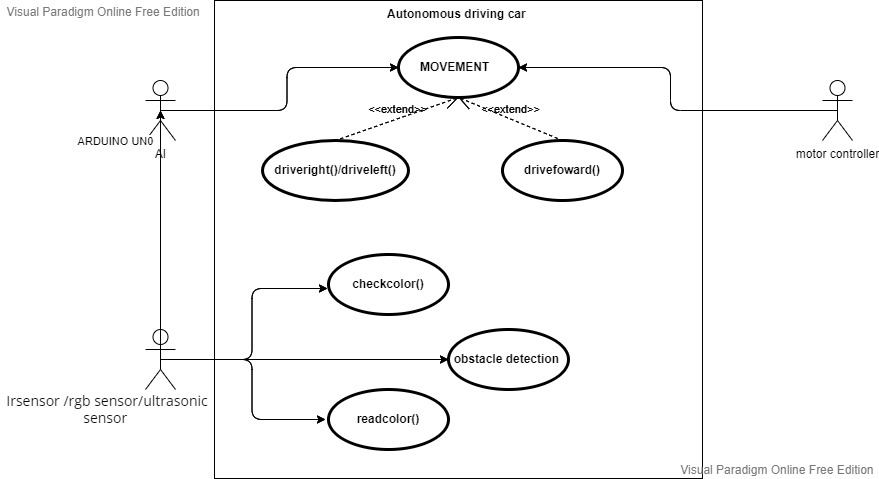 Visual Paradigm Online Free Edition
Autonomous driving car
MOVEMENT
<<extend>>
<<extend>>
ARDUINO UN0
AI
motor controller
driveright()/driveleft()
drivefoward()
checkcolor()
obstacle detection
Irsensor /rgb sensor/ultrasonic
sensor
readcolor()
Visual Paradigm Online Free Edition